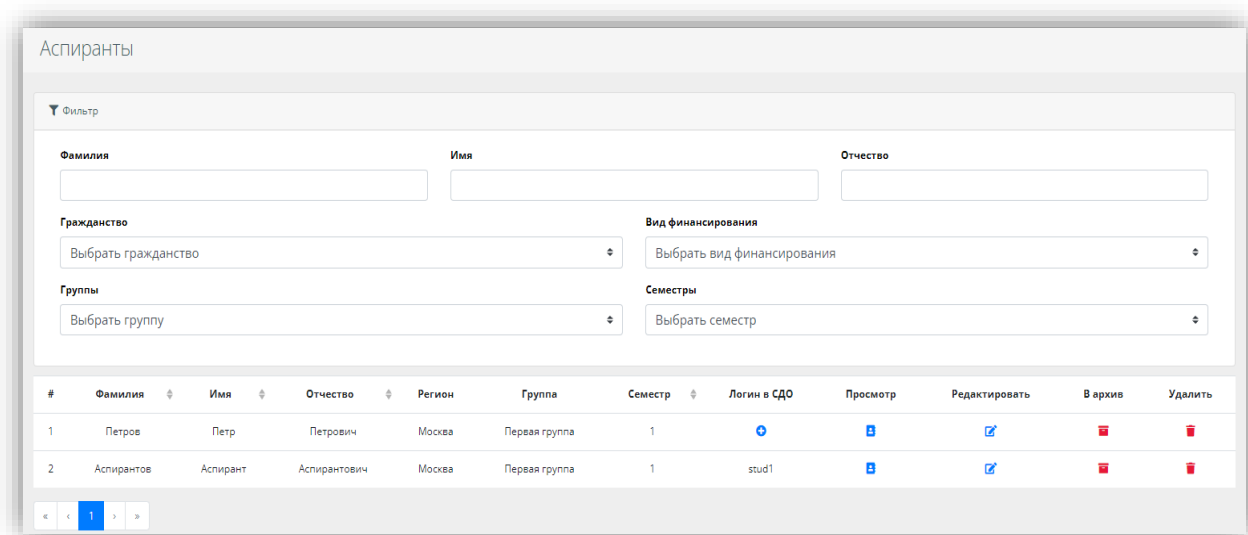 Аспиранты
Фильтр
Фамилия Имя Отчество
Гражданство Вид финансирования
Выбрать гражданство Выбрать вид финансирования
Группы Семестры
Выбрать группу Выбрать семестр
# Фамилия Имя Отчество Регион Группа Семестр Логин в СДО Просмотр Редактировать В архив Удалить
1 Петров Петр Петрович Москва Первая группа 1
2 Аспирантов Аспирант Аспирантович Москва Первая группа 1 stud1
« ‹ 1 › »